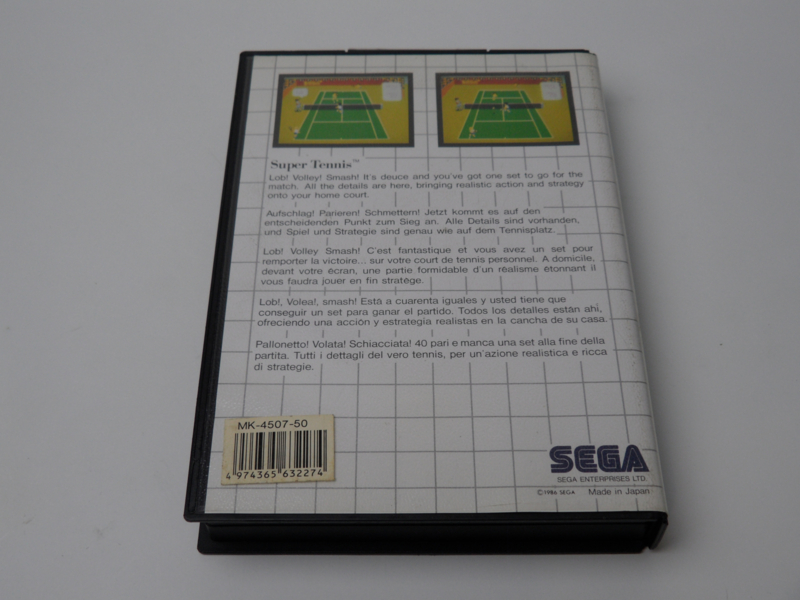 Super Tennis™
Lob! Volley! Smash! It's deuce and you've got one set to go for the
match. All the details are here, bringing realistic action and strategy
onto your home court.
Aufschlag! Parieren! Schmettern! Jetzt kommt es auf den
entscheidenden Punkt zum Sieg an. Alle Details sind vorhanden,
und Spiel und Strategie sind genau wie auf dem Tennisplatz.
Lob! Volley Smash! C'est fantastique et vous avez un set pour
remporter la victoire... sur votre court de tennis personnel. A domicile,
devant votre écran, une partie formidable d'un réalisme étonnant il
vous faudra jouer en fin stratège.
Lob!, Volea!, smash! Està a cuarenta iguales y usted tiene que
conseguir un set para ganar el partido. Todos los detalles estàn ahí,
ofreciendo una acción y estrategia realistas en la cancha de su casa.
Pallonetto! Volata! Schiacciata! 40 pari e manca una set alla fine della
partita. Tutti i dettagli del vero tennis, per un'azione realistica e ricca
di strategie.
MK-4507-50
4 974365 632274
SEGA
SEGA ENTERPRISES LTD.
©1986 SEGA Made in Japan